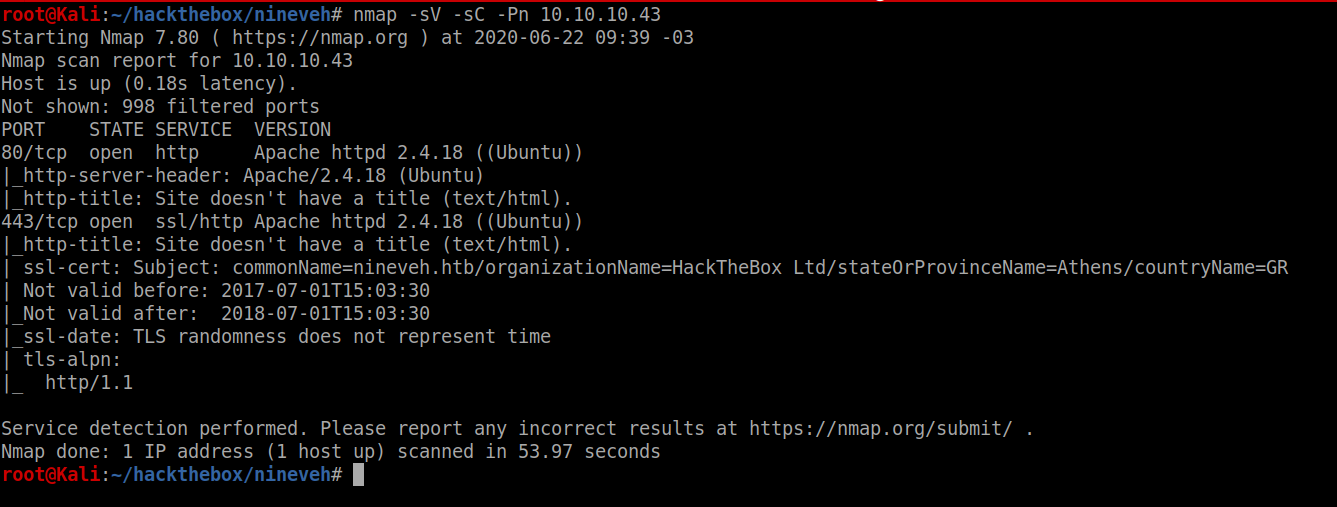 root@Kali:~/hackthebox/nineveh# nmap -sV -sC -Pn 10.10.10.43
Starting Nmap 7.80 ( https://nmap.org ) at 2020-06-22 09:39 -03
Nmap scan report for 10.10.10.43
Host is up (0.18s latency).
Not shown: 998 filtered ports
PORT    STATE SERVICE  VERSION
80/tcp  open  http     Apache httpd 2.4.18 ((Ubuntu))
|_http-server-header: Apache/2.4.18 (Ubuntu)
|_http-title: Site doesn't have a title (text/html).
443/tcp open  ssl/http Apache httpd 2.4.18 ((Ubuntu))
|_http-title: Site doesn't have a title (text/html).
| ssl-cert: Subject: commonName=nineveh.htb/organizationName=HackTheBox Ltd/stateOrProvinceName=Athens/countryName=GR
| Not valid before: 2017-07-01T15:03:30
|_Not valid after:  2018-07-01T15:03:30
|_ssl-date: TLS randomness does not represent time
| tls-alpn:
|_  http/1.1

Service detection performed. Please report any incorrect results at https://nmap.org/submit/ .
Nmap done: 1 IP address (1 host up) scanned in 53.97 seconds
root@Kali:~/hackthebox/nineveh#